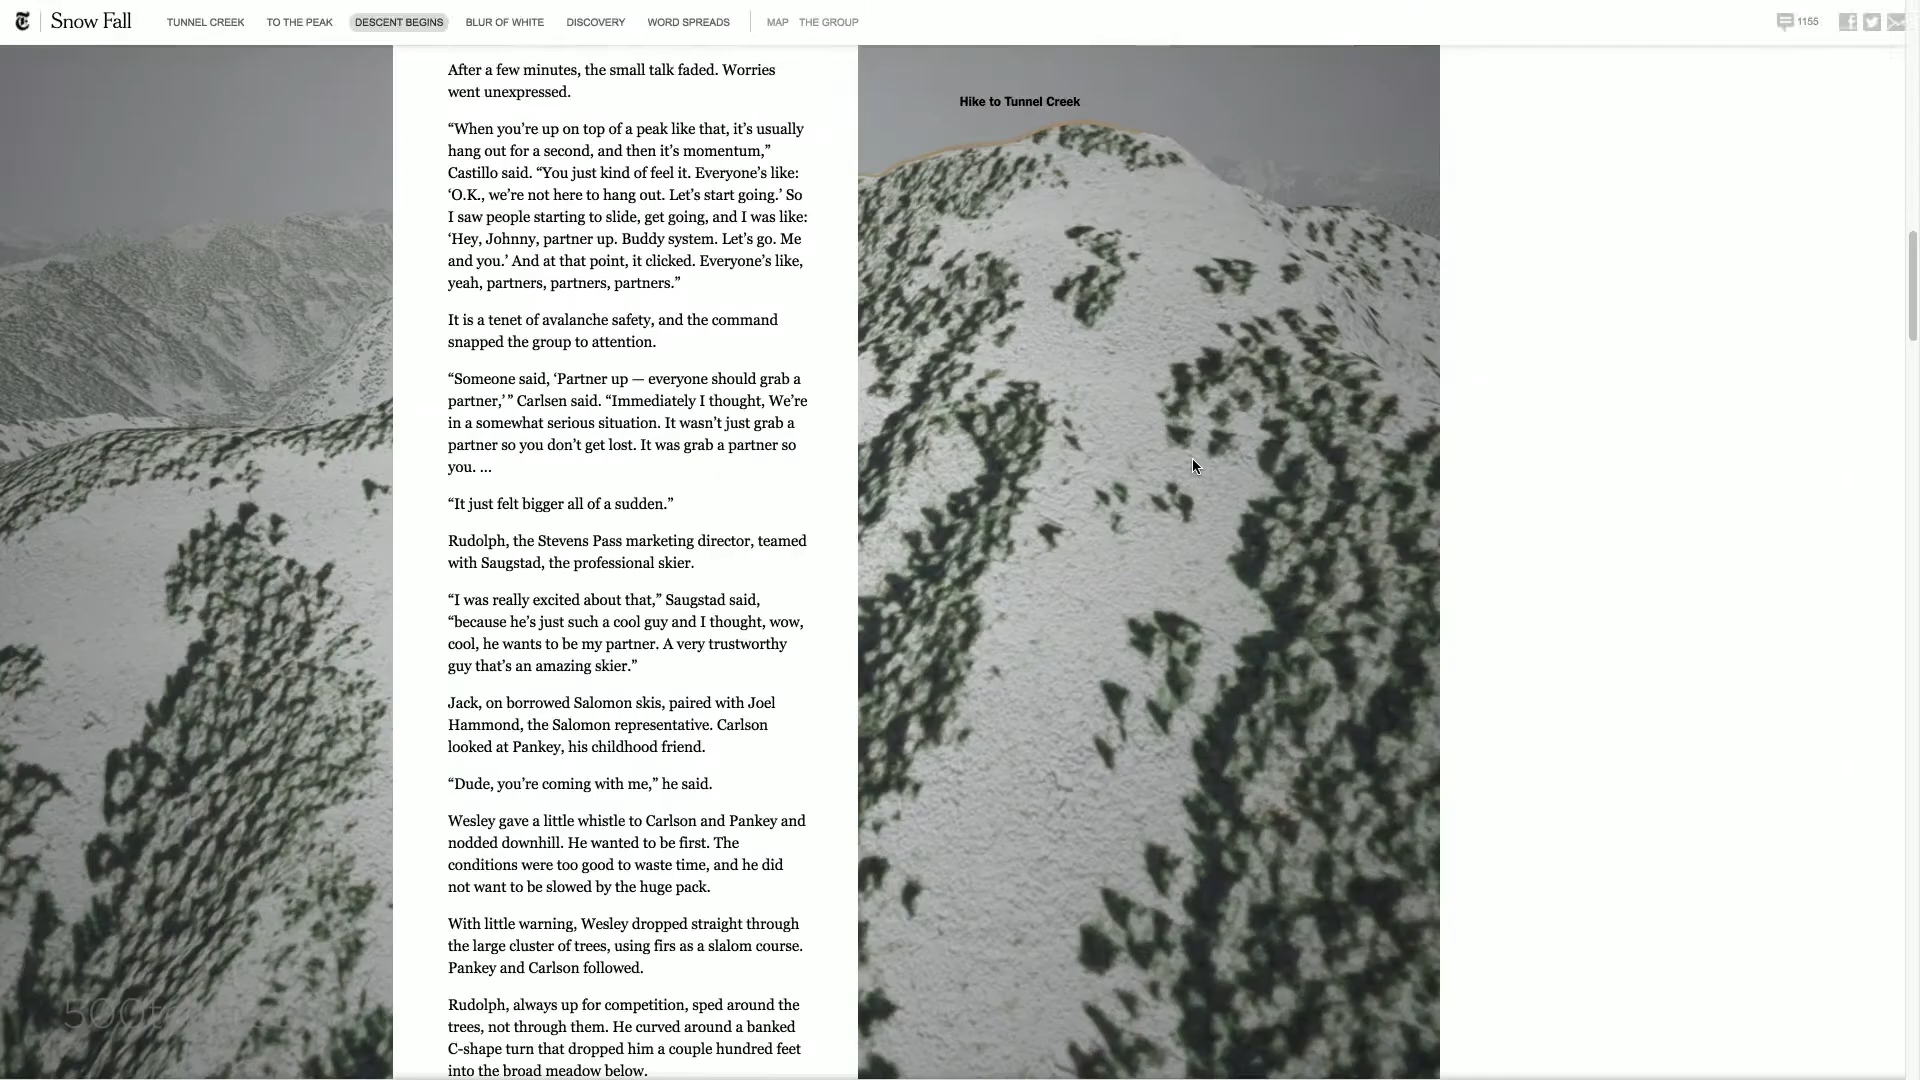 Snow Fall
TUNNEL CREEK
TO THE PEAK
DESCENT BEGINS
BLUR OF WHITE
DISCOVERY
WORD SPREADS
MAP
THE GROUP
1155
After a few minutes, the small talk faded. Worries
went unexpressed.
“When you’re up on top of a peak like that, it’s usually
hang out for a second, and then it’s momentum,”
Castillo said. “You just kind of feel it. Everyone’s like:
‘O.K., we’re not here to hang out. Let’s start going.’ So
I saw people starting to slide, get going, and I was like:
‘Hey, Johnny, partner up. Buddy system. Let’s go. Me
and you.’ And at that point, it clicked. Everyone’s like,
yeah, partners, partners, partners.”
It is a tenet of avalanche safety, and the command
snapped the group to attention.
“Someone said, ‘Partner up — everyone should grab a
partner,’ ” Carlsen said. “Immediately I thought, We’re
in a somewhat serious situation. It wasn’t just grab a
partner so you don’t get lost. It was grab a partner so
you. ...
“It just felt bigger all of a sudden.”
Rudolph, the Stevens Pass marketing director, teamed
with Saugstad, the professional skier.
“I was really excited about that,” Saugstad said,
“because he’s just such a cool guy and I thought, wow,
cool, he wants to be my partner. A very trustworthy
guy that’s an amazing skier.”
Jack, on borrowed Salomon skis, paired with Joel
Hammond, the Salomon representative. Carlson
looked at Pankey, his childhood friend.
“Dude, you’re coming with me,” he said.
Wesley gave a little whistle to Carlson and Pankey and
nodded downhill. He wanted to be first. The
conditions were too good to waste time, and he did
not want to be slowed by the huge pack.
With little warning, Wesley dropped straight through
the large cluster of trees, using firs as a slalom course.
Pankey and Carlson followed.
Rudolph, always up for competition, sped around the
trees, not through them. He curved around a banked
C-shape turn that dropped him a couple hundred feet
into the broad meadow below.
Hike to Tunnel Creek